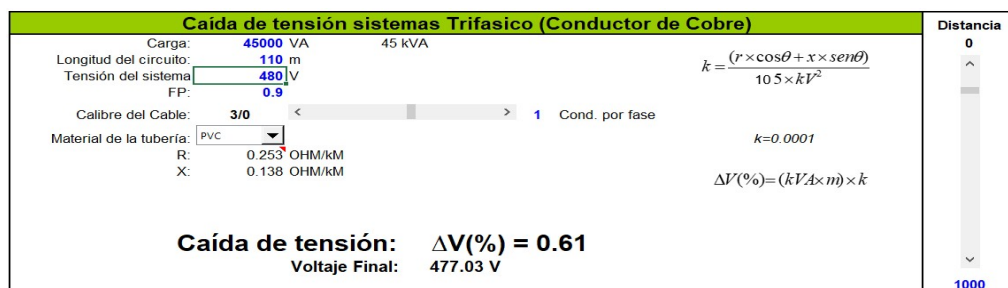 Caída de tensión sistemas Trifasico (Conductor de Cobre)
Distancia
Carga: 45000 VA 45 kVA
0
Longitud del circuito: 110 m
Tensión del sistema 480 V
k = (r×cosθ + x×senθ) / 10 5×kV²
FP: 0.9
Calibre del Cable: 3/0 < > 1 Cond. por fase
Material de la tubería: PVC
k=0.0001
R: 0.253 OHM/kM
X: 0.138 OHM/kM
ΔV(%)=(kVA×m)×k
Caída de tensión: ΔV(%) = 0.61
Voltaje Final: 477.03 V
1000